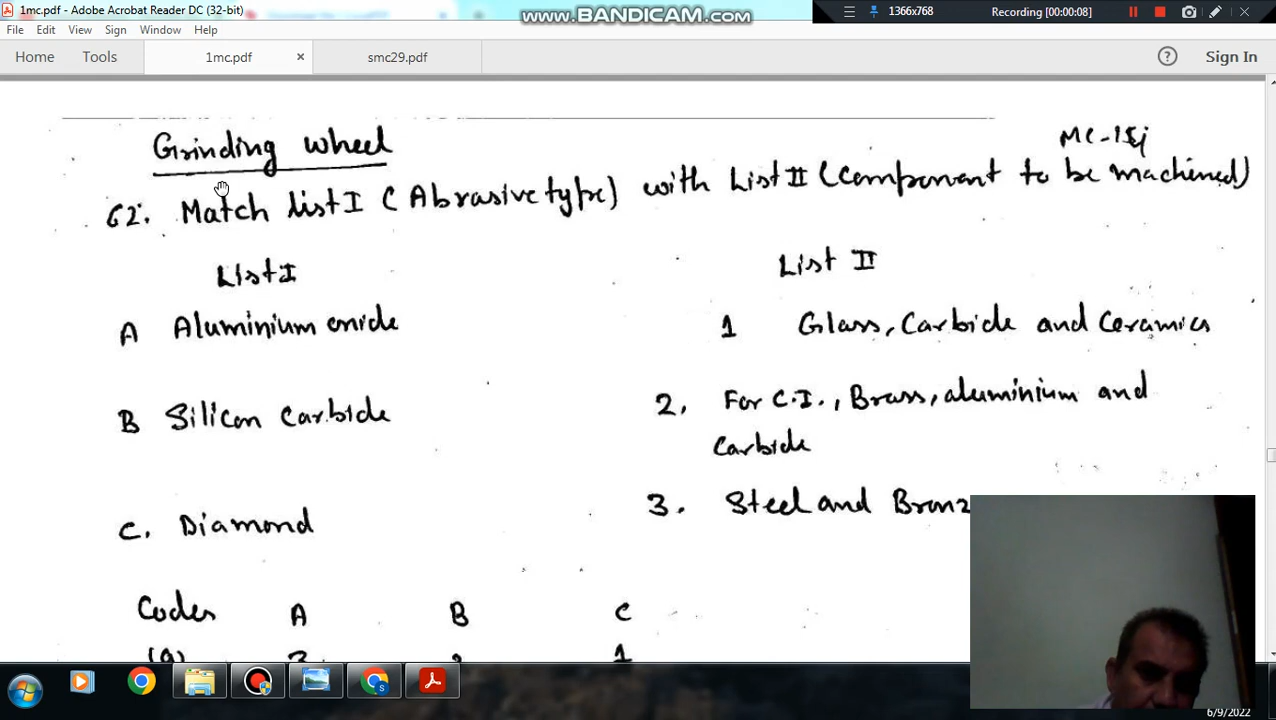 1mc.pdf - Adobe Acrobat Reader DC (32-bit)
www.BANDICAM.com
1366x768
Recording [00:00:08]
File Edit View Sign Window Help
Home Tools 1mc.pdf × smc29.pdf ? Sign In
Grinding wheel
MC-15j
62. Match list I (Abrasive type) with List II (Component to be machined)
List I
List II
A Aluminium oxide
1 Glass, Carbide and Ceramics
B Silicon Carbide
2. For C.I., Brass, aluminium and
Carbide
3. Steel and Bronz
C. Diamond
Codes A B C
(a) 3 2 1
6/9/2022